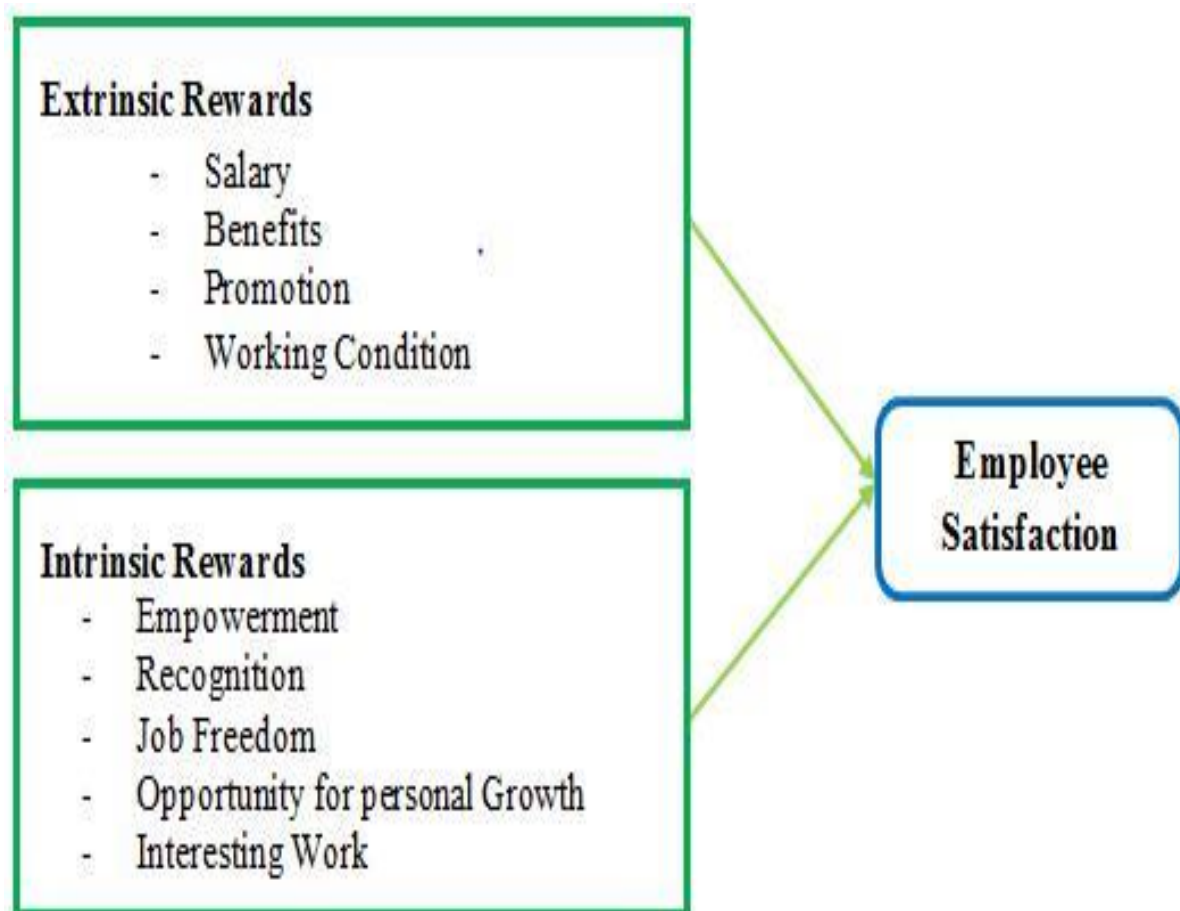 Extrinsic Rewards
- Salary
- Benefits
- Promotion
- Working Condition
Intrinsic Rewards
- Empowerment
- Recognition
- Job Freedom
- Opportunity for personal Growth
- Interesting Work
Employee
Satisfaction